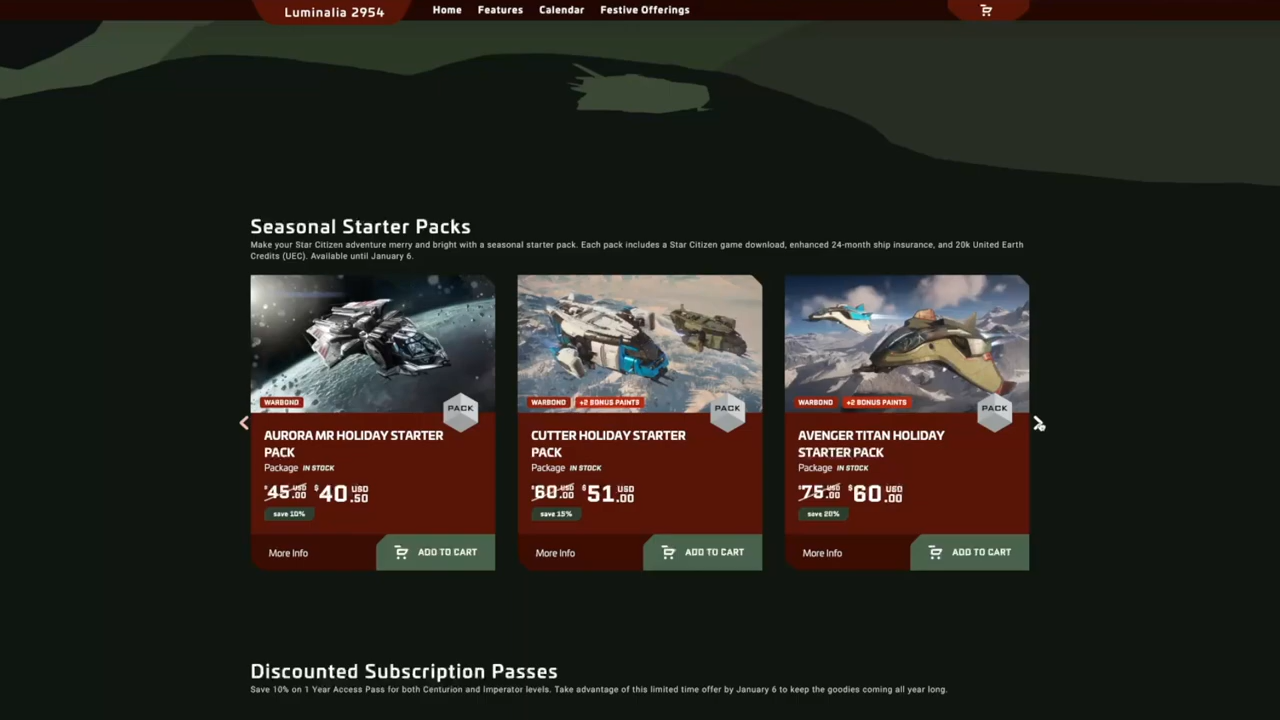 Luminalia 2954
Home Features Calendar Festive Offerings
Seasonal Starter Packs
Make your Star Citizen adventure merry and bright with a seasonal starter pack. Each pack includes a Star Citizen game download, enhanced 24-month ship insurance, and 20k United Earth
Credits (UEC). Available until January 6.
WARBOND
PACK
AURORA MR HOLIDAY STARTER
PACK
Package IN STOCK
$45.00 USD $40.50 USD
save 10%
More Info
ADD TO CART
WARBOND +2 BONUS PAINTS
PACK
CUTTER HOLIDAY STARTER
PACK
Package IN STOCK
$60.00 USD $51.00 USD
save 15%
More Info
ADD TO CART
WARBOND +2 BONUS PAINTS
PACK
AVENGER TITAN HOLIDAY
STARTER PACK
Package IN STOCK
$75.00 USD $60.00 USD
save 20%
More Info
ADD TO CART
Discounted Subscription Passes
Save 10% on 1 Year Access Pass for both Centurion and Imperator levels. Take advantage of this limited time offer by January 6 to keep the goodies coming all year long.